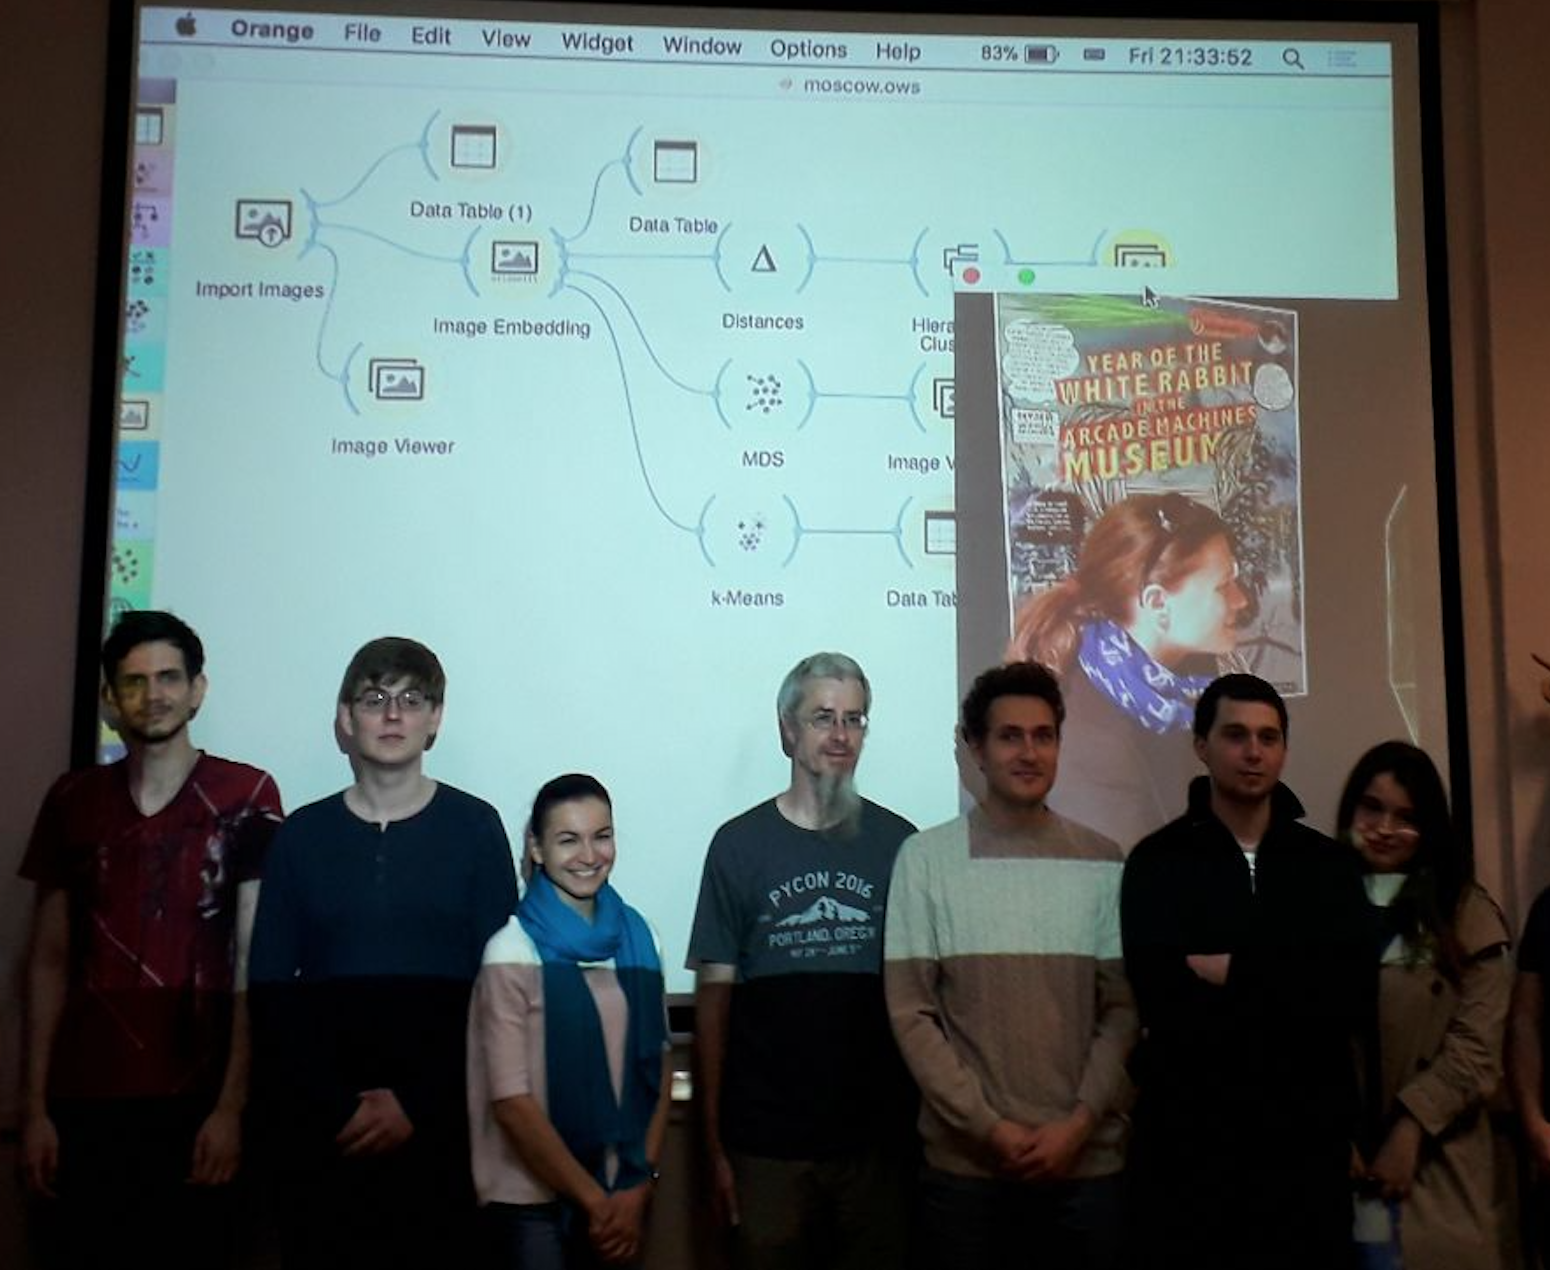 Orange File Edit View Widget Window Options Help 83% Fri 21:33:52
moscow.ows
Data Table (1)
Data Table
Import Images
Image Embedding
Distances
Hiera
Clus
Image Viewer
MDS
Image V
k-Means
Data Tab
YEAR OF THE
WHITE RABBIT
IN THE
ARCADE MACHINES
MUSEUM
PYCON 2016
PORTLAND, OREGON